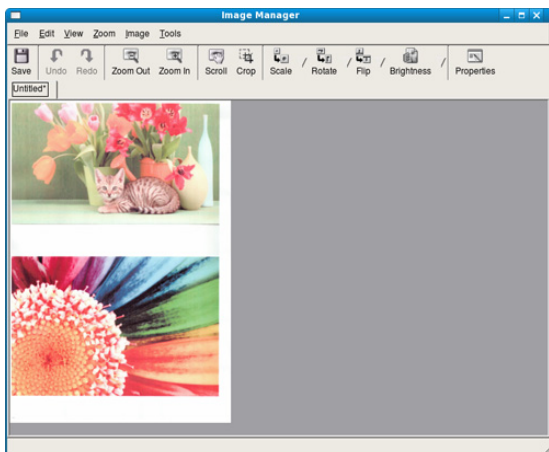 Image Manager
File Edit View Zoom Image Tools
Save Undo Redo Zoom Out Zoom In Scroll Crop Scale / Rotate / Flip / Brightness / Properties
Untitled*